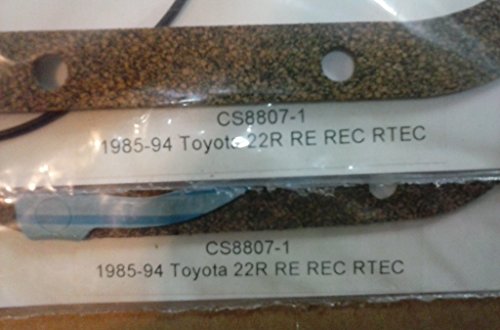 CS8807-1
1985-94 Toyota 22R RE REC RTEC
CS8807-1
1985-94 Toyota 22R RE REC RTEC